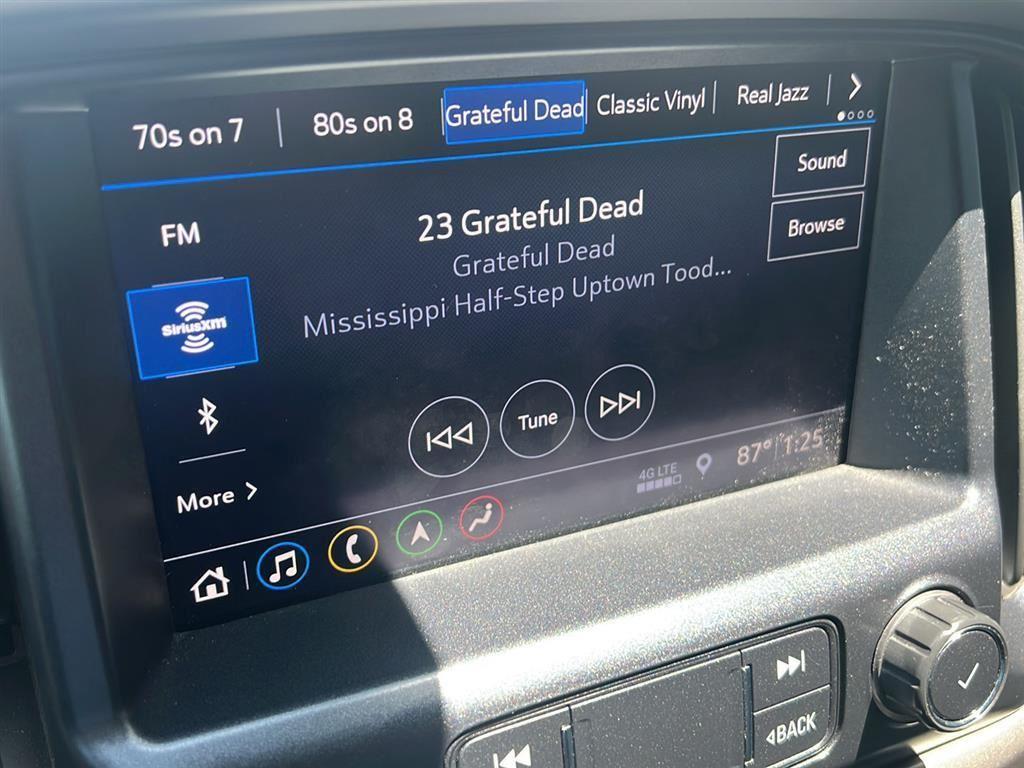 70s on 7
80s on 8
Grateful Dead
Classic Vinyl
Real Jazz
FM
SiriusXM
More
23 Grateful Dead
Grateful Dead
Mississippi Half-Step Uptown Tood...
Sound
Browse
Tune
4G LTE
87° 1:25
BACK